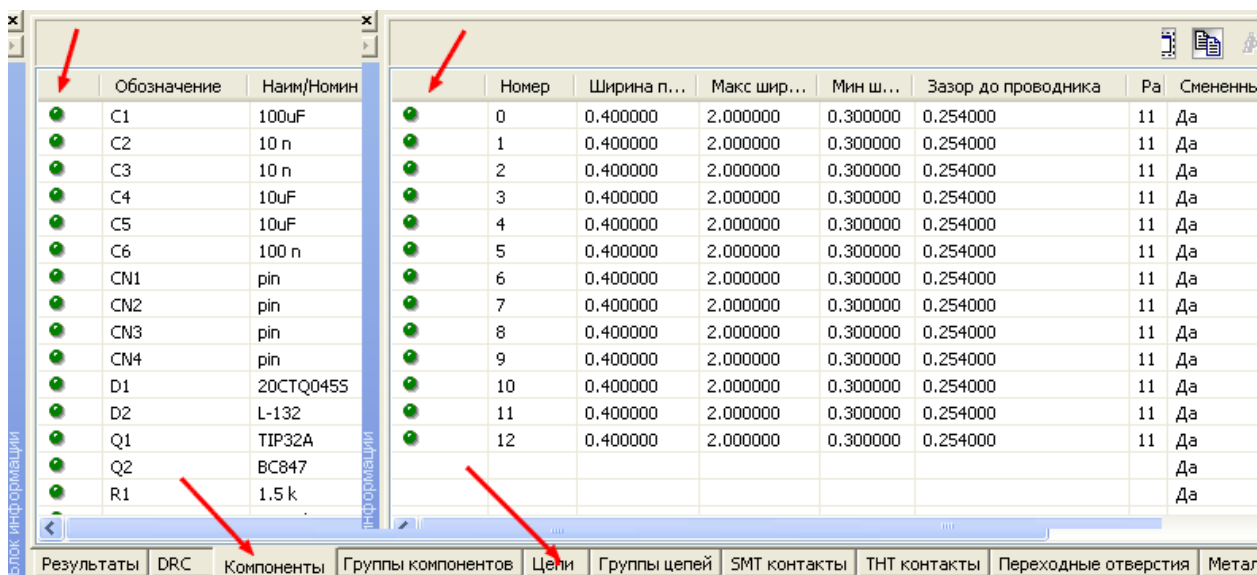 Обозначение Наим/Номин Номер Ширина п... Макс шир... Мин ш... Зазор до проводника Ра Смененны
C1 100uF 0 0.400000 2.000000 0.300000 0.254000 11 Да
C2 10 n 1 0.400000 2.000000 0.300000 0.254000 11 Да
C3 10 n 2 0.400000 2.000000 0.300000 0.254000 11 Да
C4 10uF 3 0.400000 2.000000 0.300000 0.254000 11 Да
C5 10uF 4 0.400000 2.000000 0.300000 0.254000 11 Да
C6 100 n 5 0.400000 2.000000 0.300000 0.254000 11 Да
CN1 pin 6 0.400000 2.000000 0.300000 0.254000 11 Да
CN2 pin 7 0.400000 2.000000 0.300000 0.254000 11 Да
CN3 pin 8 0.400000 2.000000 0.300000 0.254000 11 Да
CN4 pin 9 0.400000 2.000000 0.300000 0.254000 11 Да
D1 20CTQ045S 10 0.400000 2.000000 0.300000 0.254000 11 Да
D2 L-132 11 0.400000 2.000000 0.300000 0.254000 11 Да
Q1 TIP32A 12 0.400000 2.000000 0.300000 0.254000 11 Да
Q2 BC847 Да
R1 1.5 k Да
лок информации
нформации
Результаты DRC Компоненты Группы компонентов Цепи Группы цепей SMT контакты THT контакты Переходные отверстия Метал